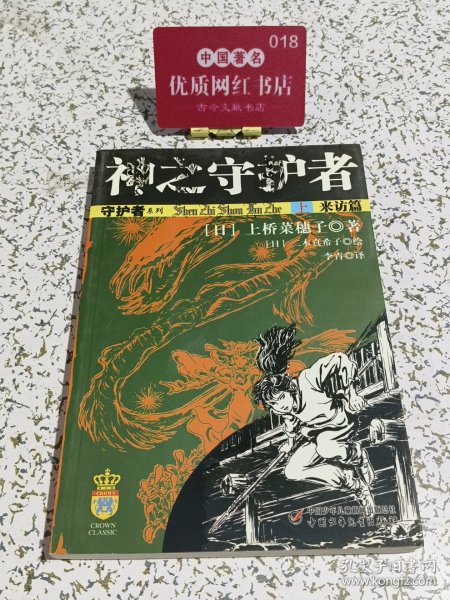 018
中国著名
优质网红书店
古今文献书店
神之守护者
守护者系列 Shen Zhi Shou Hu Zhe 上 来访篇
[日]上桥菜穗子◎著
[日]二木真希子◎绘
李青◎译
CROWN
CROWN
CLASSIC
中国少年儿童新闻出版总社
中国少年儿童出版社
孔夫子旧书网
kongfz.com